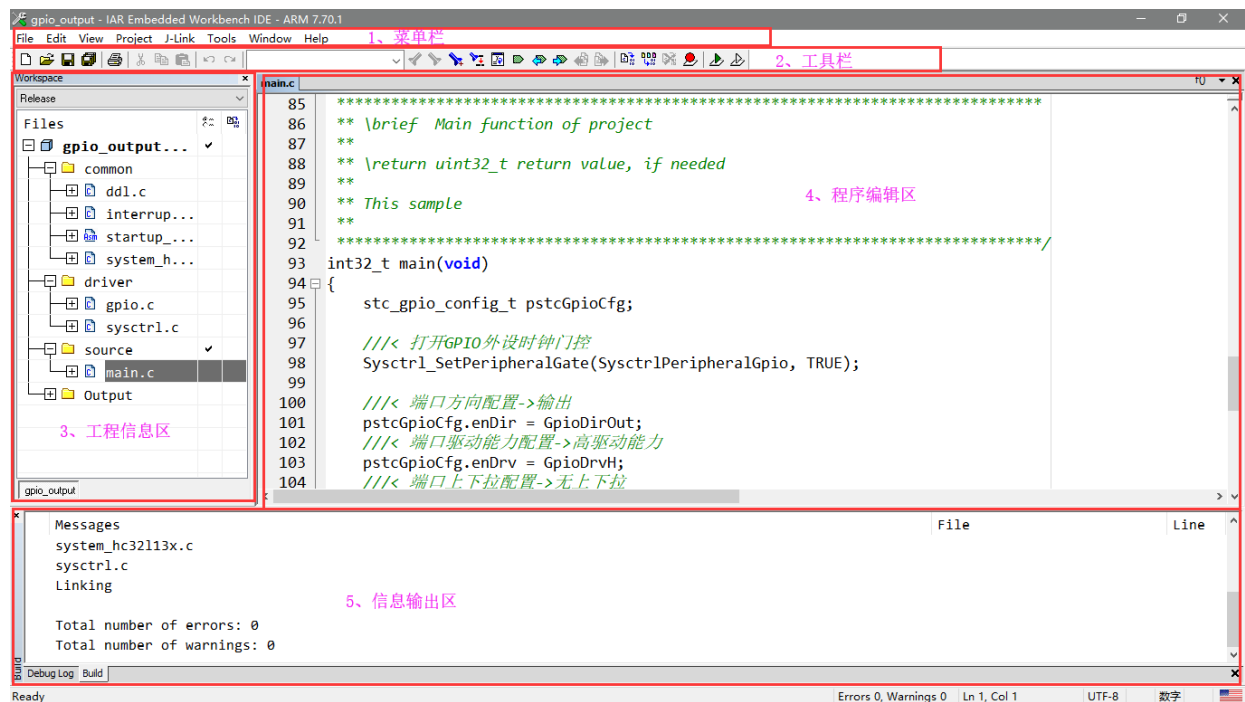 gpio_output - IAR Embedded Workbench IDE - ARM 7.70.1
File Edit View Project J-Link Tools Window Help
1、菜单栏
2、工具栏
Workspace
main.c
f()
Release
Files
gpio_output...
common
ddl.c
interrup...
startup_...
system_h...
driver
gpio.c
sysctrl.c
source
main.c
Output
3、工程信息区
gpio_output
85 ******************************************************************************
86 ** \brief Main function of project
87 **
88 ** \return uint32_t return value, if needed
89 **
90 ** This sample
91 **
92 ******************************************************************************/
93 int32_t main(void)
94 {
95 stc_gpio_config_t pstcGpioCfg;
96
97 ///< 打开GPIO外设时钟门控
98 Sysctrl_SetPeripheralGate(SysctrlPeripheralGpio, TRUE);
99
100 ///< 端口方向配置->输出
101 pstcGpioCfg.enDir = GpioDirOut;
102 ///< 端口驱动能力配置->高驱动能力
103 pstcGpioCfg.enDrv = GpioDrvH;
104 ///< 端口上下拉配置->无上下拉
4、程序编辑区
Messages File Line
system_hc32l13x.c
sysctrl.c
Linking
5、信息输出区
Total number of errors: 0
Total number of warnings: 0
Build
Debug Log Build
Ready Errors 0, Warnings 0 Ln 1, Col 1 UTF-8 数字